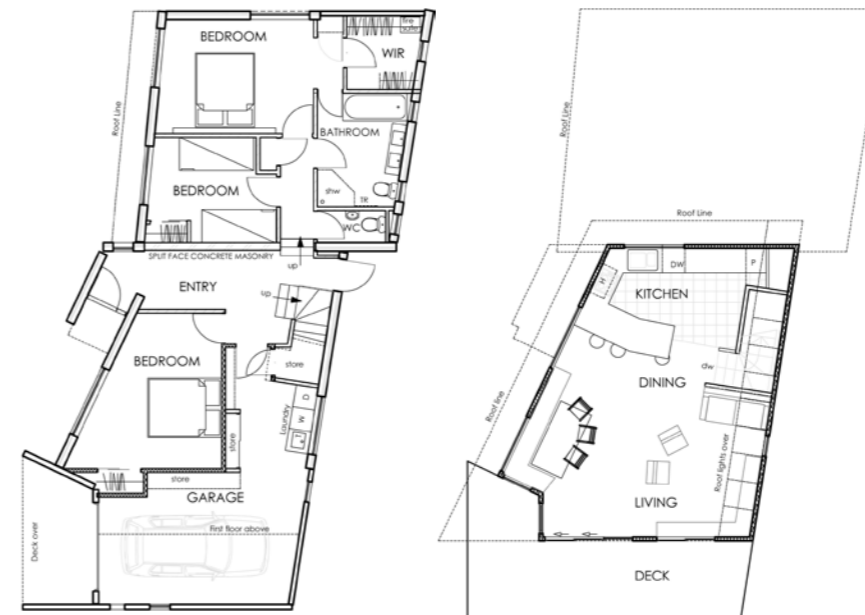 BEDROOM
fire
safe
WIR
Roof Line
BATHROOM
BEDROOM
shw
TR
WC
SPLIT FACE CONCRETE MASONRY
up
ENTRY
up
BEDROOM
store
Laundry
W D
store
store
GARAGE
First floor above
Deck over
Roof Line
Roof Line
DW
P
H
KITCHEN
DINING
dw
Roof line
Roof lights over
LIVING
DECK